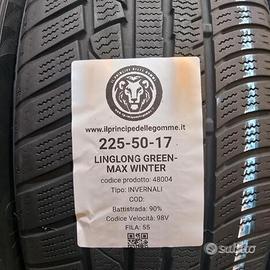 IL PRINCIPE DELLE GOMME
www.ilprincipedellegomme.it
225-50-17
LINGLONG GREEN-
MAX WINTER
codice prodotto: 48004
Tipo: INVERNALI
COD:
Battistrada: 90%
Codice Velocità: 98V
FILA: 55
subito